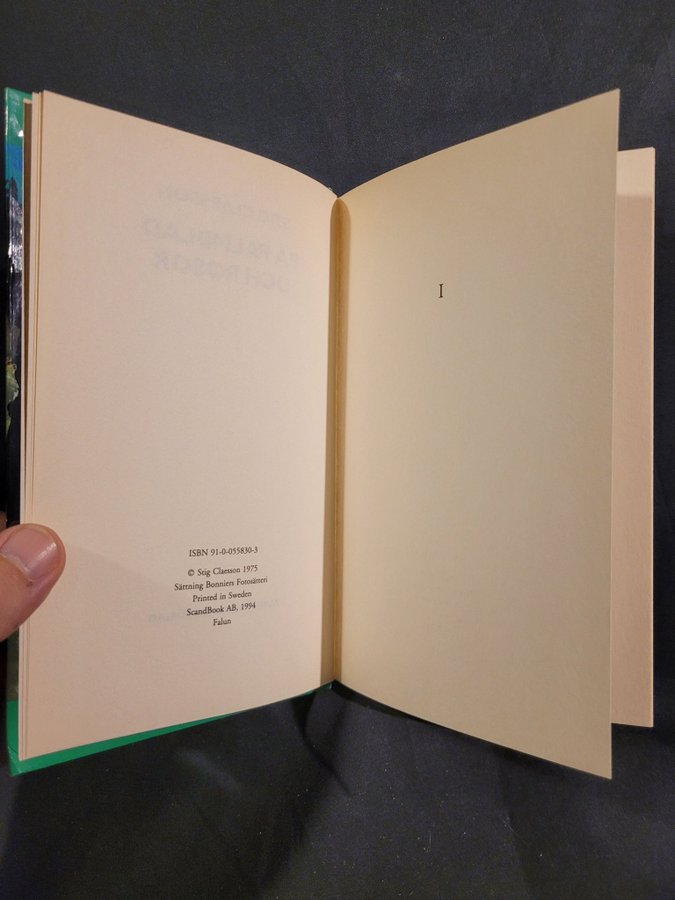 ISBN 91-0-055830-3
© Stig Claesson 1975
Sättning Bonniers Fotosätteri
Printed in Sweden
ScandBook AB, 1994
Falun
I